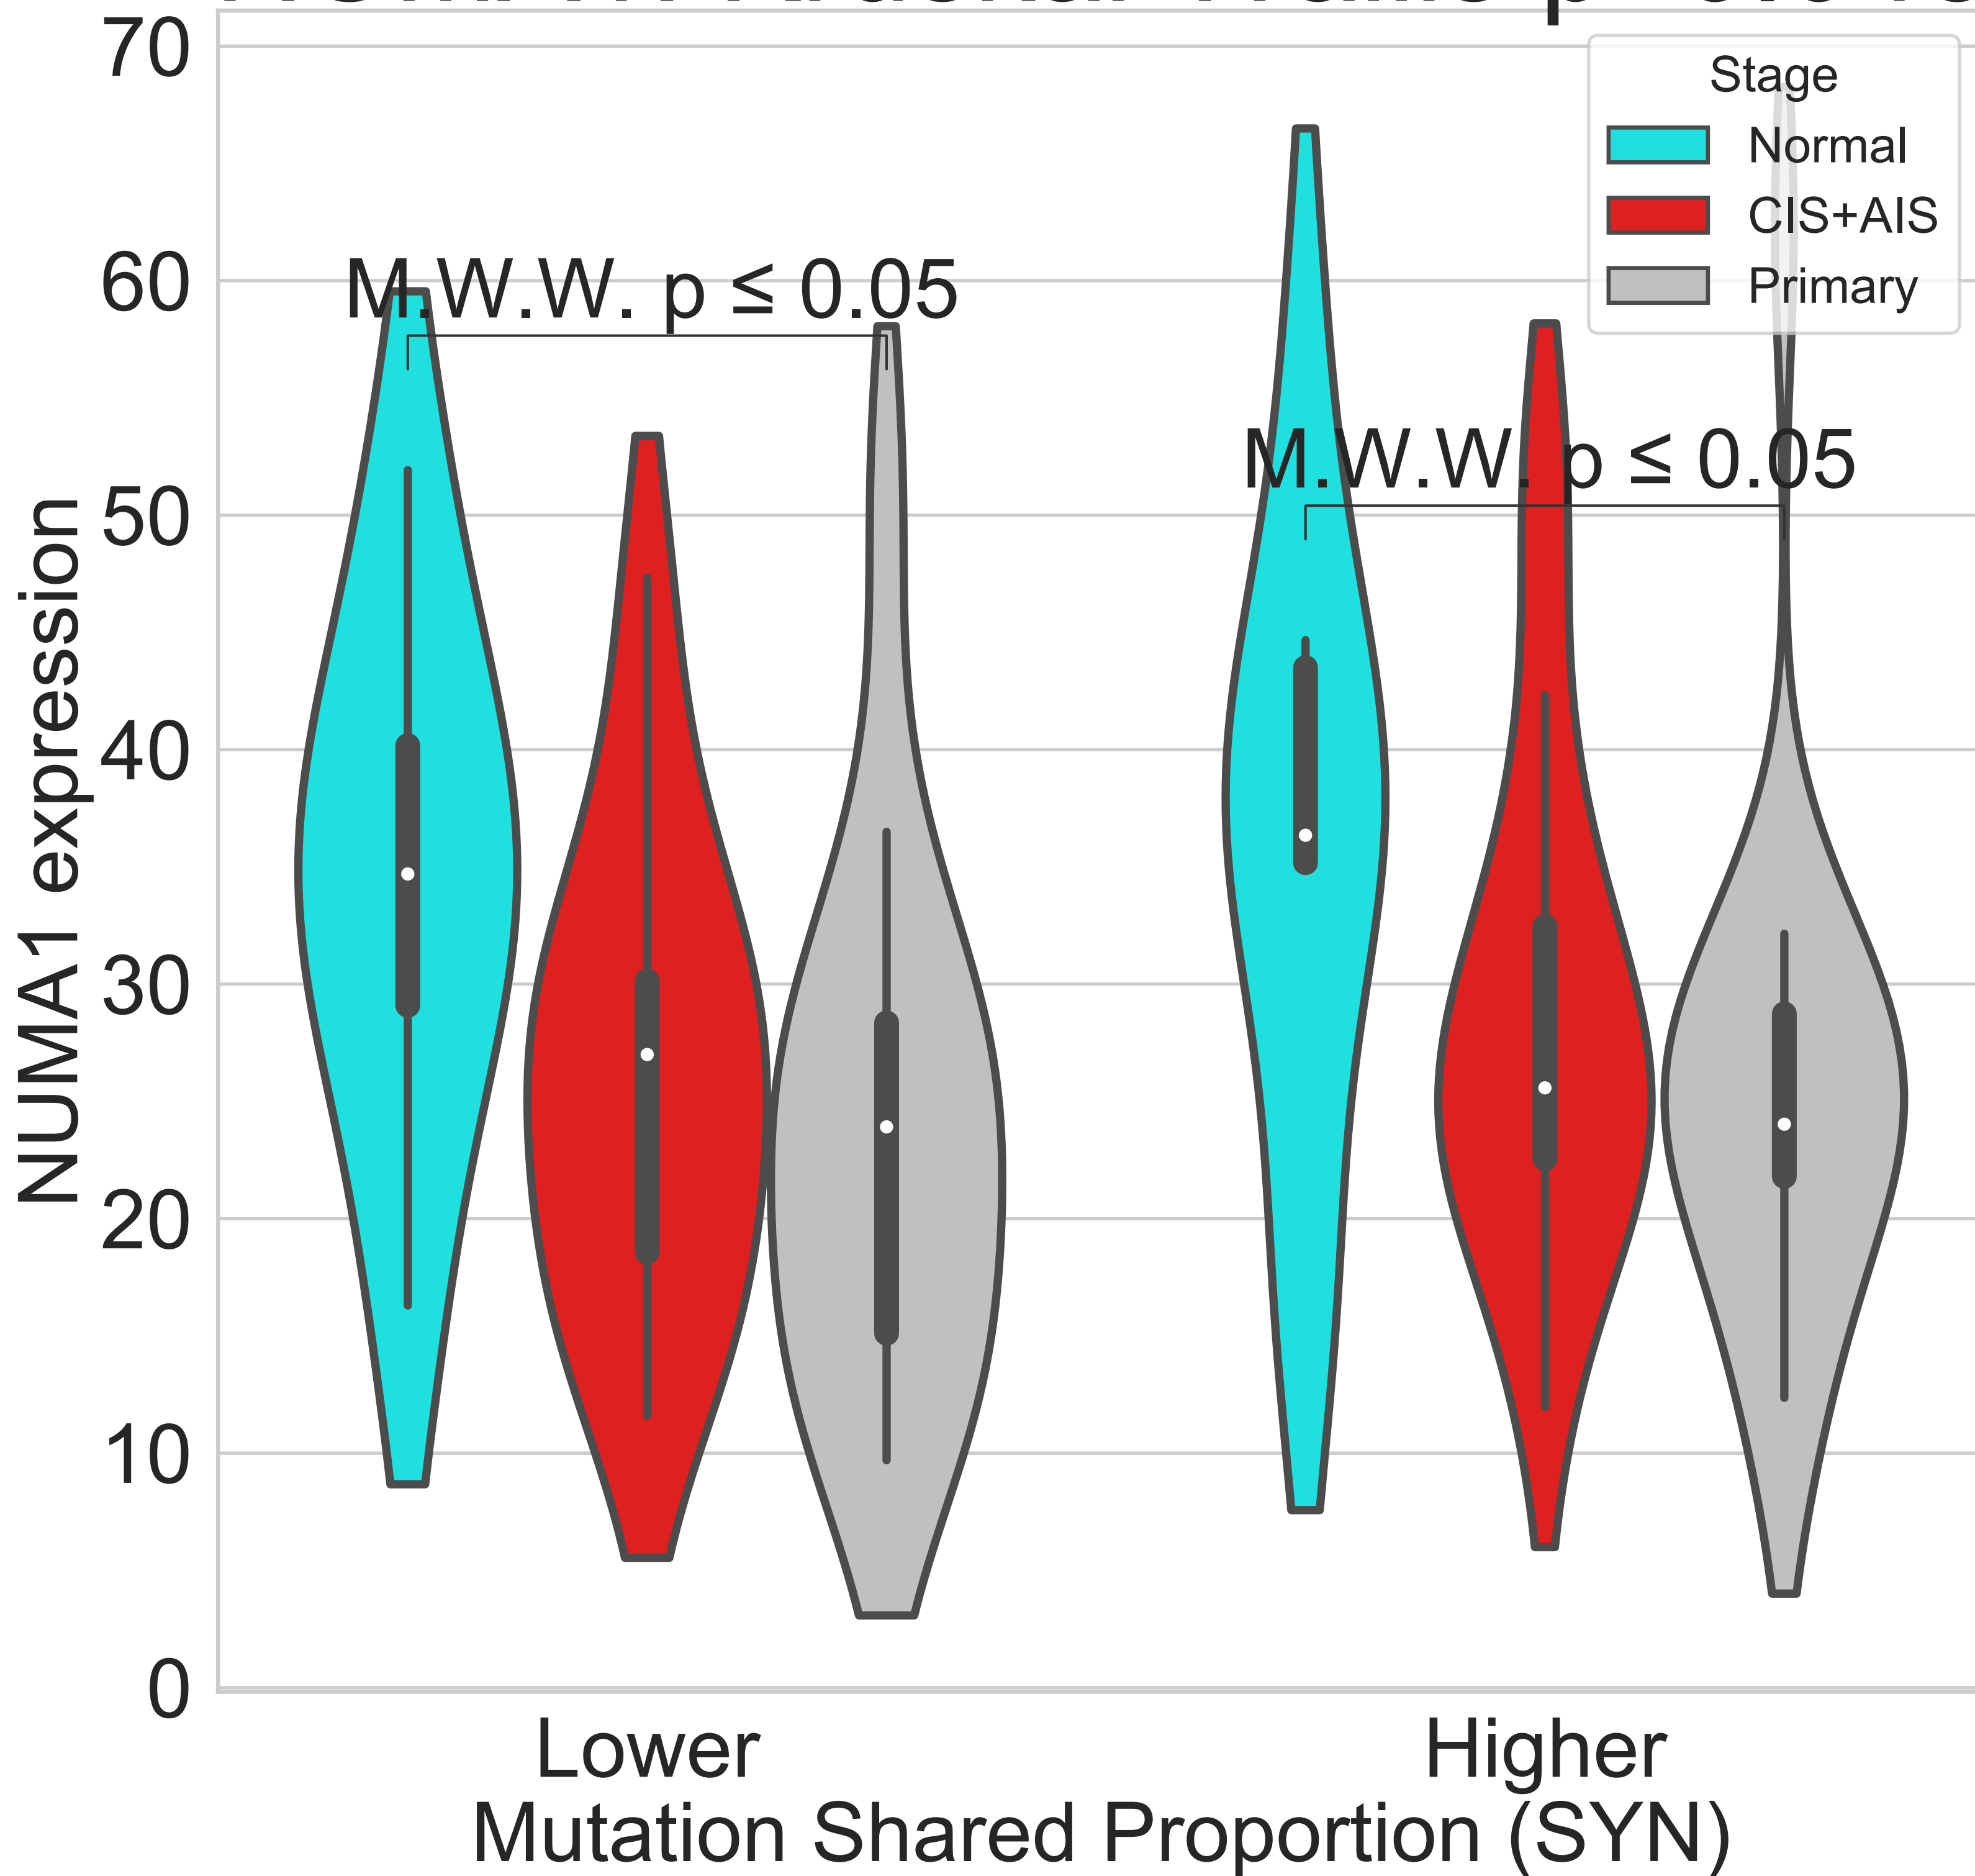 70
60
50
40
30
20
10
0
NUMA1 expression
Stage
Normal
CIS+AIS
Primary
M.W.W. p ≤ 0.05
M.W.W. p ≤ 0.05
Lower
Higher
Mutation Shared Proportion (SYN)